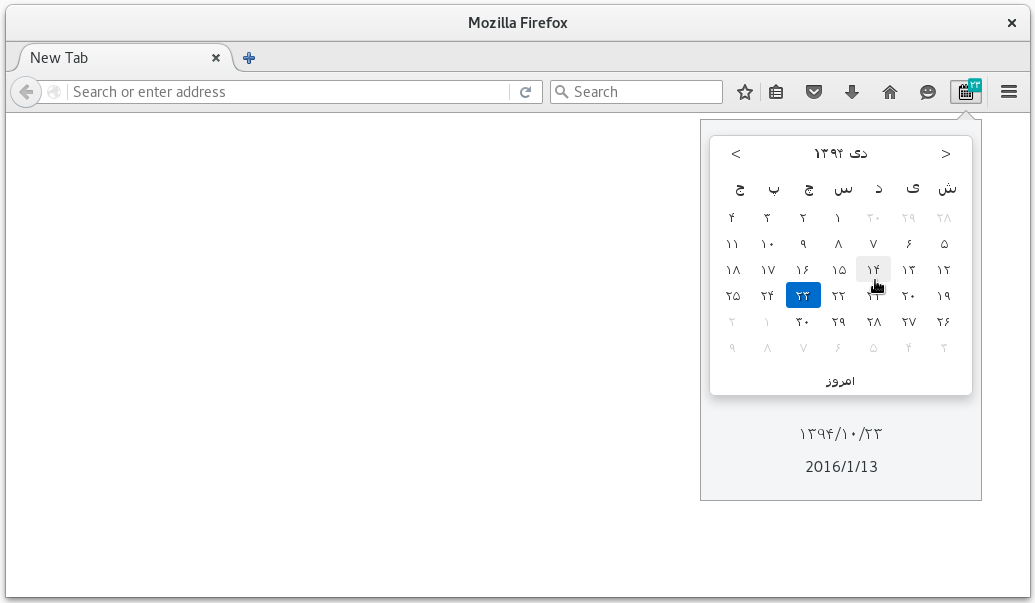 Mozilla Firefox
New Tab
Search or enter address
Search
۲۳
< دی ۱۳۹۴ >
ش ی د س چ پ ج
۲۸ ۲۹ ۳۰ ۱ ۲ ۳ ۴
۵ ۶ ۷ ۸ ۹ ۱۰ ۱۱
۱۲ ۱۳ ۱۴ ۱۵ ۱۶ ۱۷ ۱۸
۱۹ ۲۰ ۲۱ ۲۲ ۲۳ ۲۴ ۲۵
۲۶ ۲۷ ۲۸ ۲۹ ۳۰ ۱ ۲
۳ ۴ ۵ ۶ ۷ ۸ ۹
امروز
۱۳۹۴/۱۰/۲۳
2016/1/13